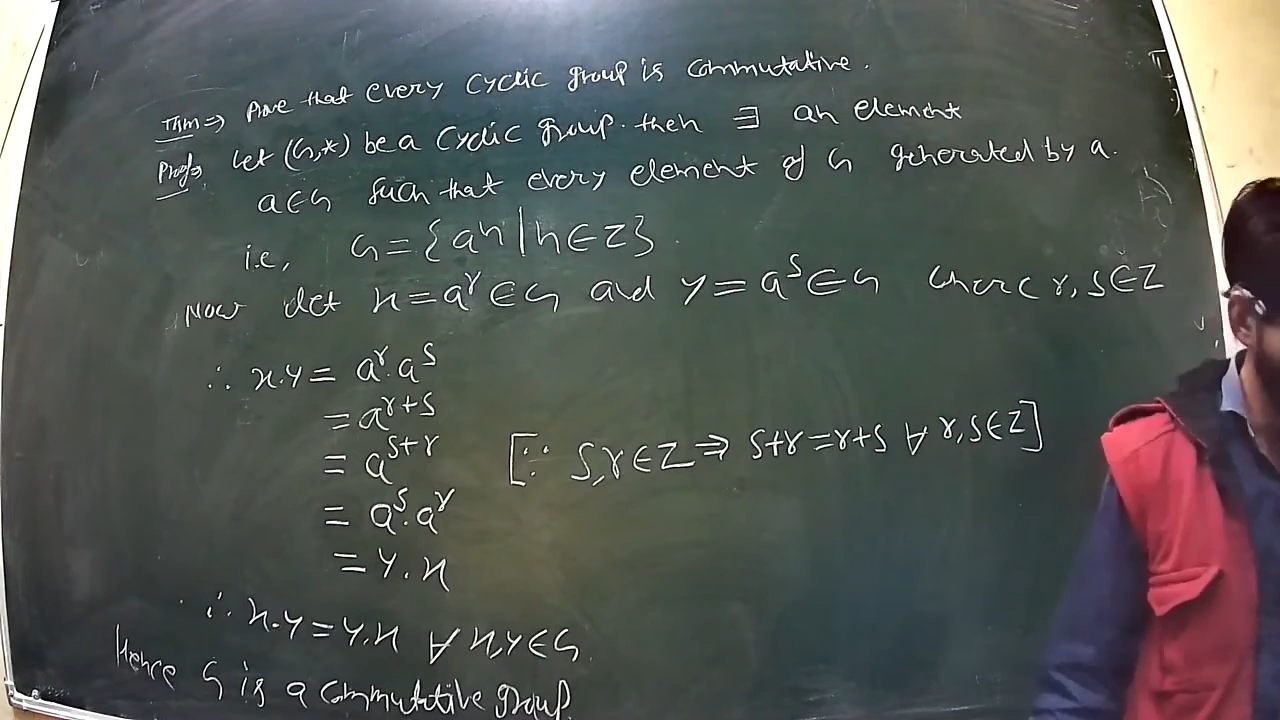 Thm ⇒ Prove that every cyclic group is commutative.
Proof ⇒ Let (G,*) be a cyclic group. then ∃ an element
a∈G such that every element of G generated by a.
i.e, G = {aⁿ | n∈Z}.
Now let x = aʳ ∈ G and y = aˢ ∈ G where r, s ∈ Z
∴ x.y = aʳ.aˢ
= aʳ⁺ˢ
= aˢ⁺ʳ [∵ s,r ∈ Z ⇒ s+r = r+s ∀ r,s ∈ Z]
= aˢ.aʳ
= y.x
∴ x.y = y.x ∀ x,y ∈ G.
Hence G is a commutative group.